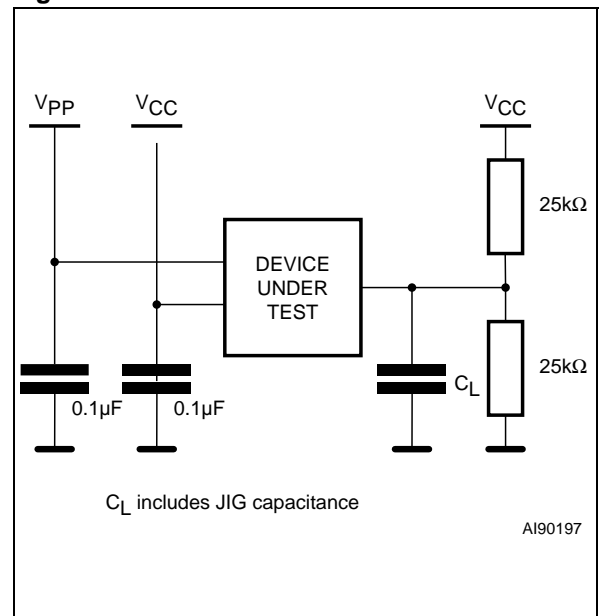 VPP
VCC
VCC
25kΩ
DEVICE
UNDER
TEST
25kΩ
CL
0.1µF
0.1µF
CL includes JIG capacitance
AI90197